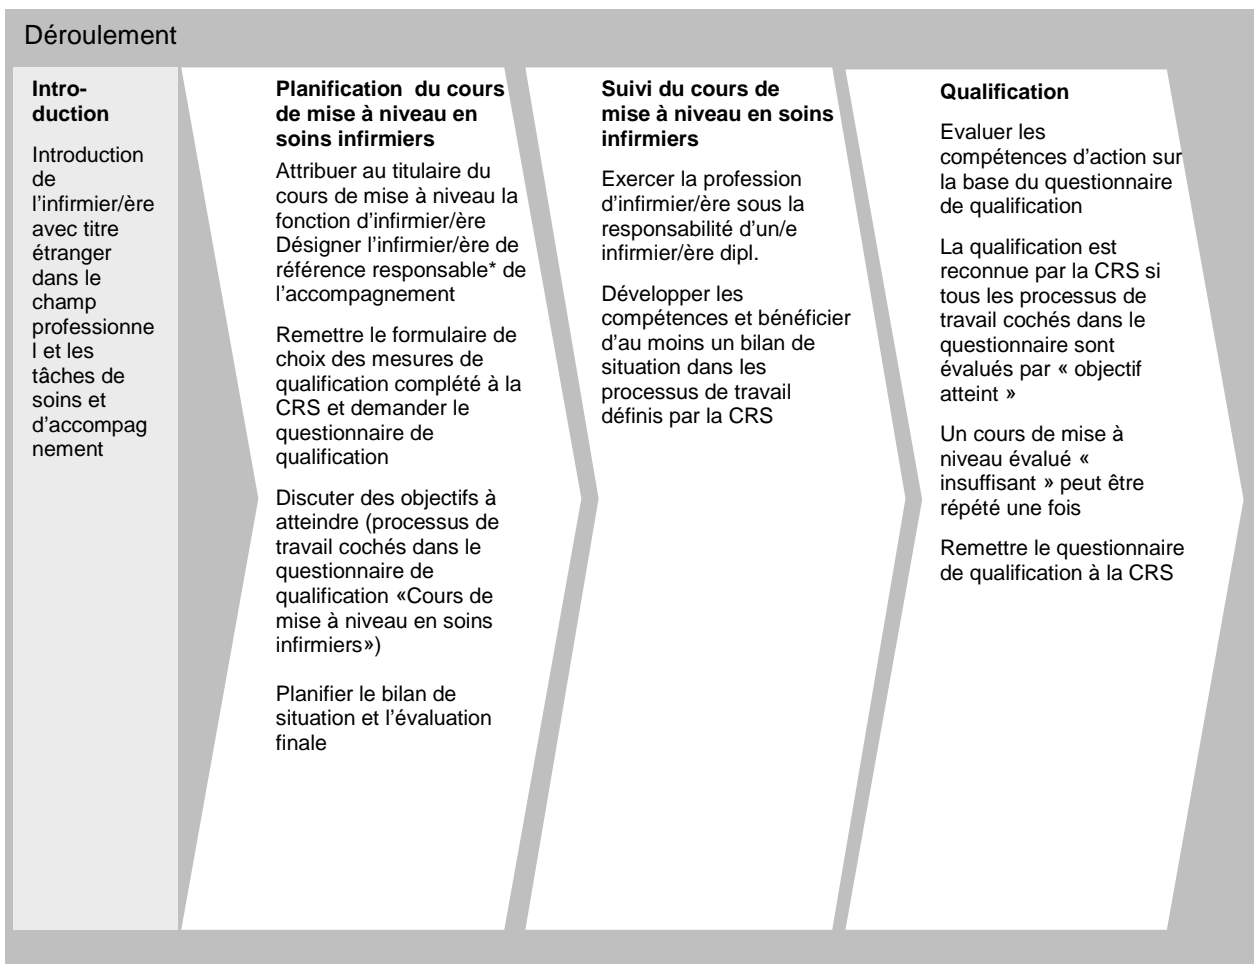 Déroulement
Intro-
duction
Introduction
de
l'infirmier/ère
avec titre
étranger
dans le
champ
professionne
l et les
tâches de
soins et
d'accompag
nement
Planification du cours
de mise à niveau en
soins infirmiers
Attribuer au titulaire du
cours de mise à niveau la
fonction d'infirmier/ère
Désigner l'infirmier/ère de
référence responsable* de
l'accompagnement
Remettre le formulaire de
choix des mesures de
qualification complété à la
CRS et demander le
questionnaire de
qualification
Discuter des objectifs à
atteindre (processus de
travail cochés dans le
questionnaire de
qualification «Cours de
mise à niveau en soins
infirmiers»)
Planifier le bilan de
situation et l'évaluation
finale
Suivi du cours de
mise à niveau en soins
infirmiers
Exercer la profession
d'infirmier/ère sous la
responsabilité d'un/e
infirmier/ère dipl.
Développer les
compétences et bénéficier
d'au moins un bilan de
situation dans les
processus de travail
définis par la CRS
Qualification
Evaluer les
compétences d'action sur
la base du questionnaire
de qualification
La qualification est
reconnue par la CRS si
tous les processus de
travail cochés dans le
questionnaire sont
évalués par « objectif
atteint »
Un cours de mise à
niveau évalué «
insuffisant » peut être
répété une fois
Remettre le questionnaire
de qualification à la CRS